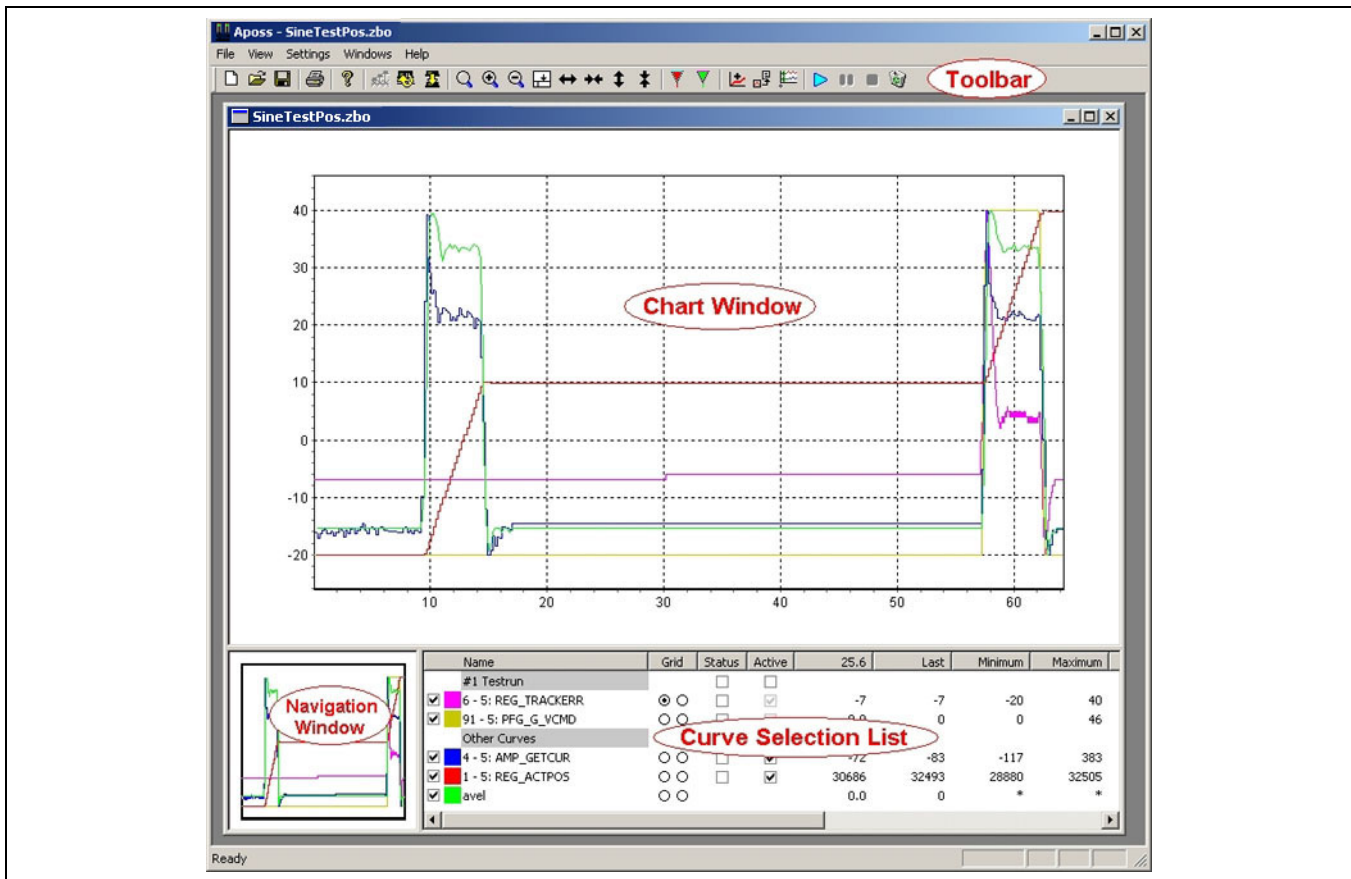 Aposs - SineTestPos.zbo
File View Settings Windows Help
Toolbar
SineTestPos.zbo
40
30
20
10
0
-10
-20
10 20 30 40 50 60
Chart Window
Navigation
Window
Name Grid Status Active 25.6 Last Minimum Maximum
#1 Testrun
6 - 5: REG_TRACKERR -7 -7 -20 40
91 - 5: PFG_G_VCMD 0 0 46
Other Curves
Curve Selection List
4 - 5: AMP_GETCUR -72 -83 -117 383
1 - 5: REG_ACTPOS 30686 32493 28880 32505
avel 0.0 0 * *
Ready